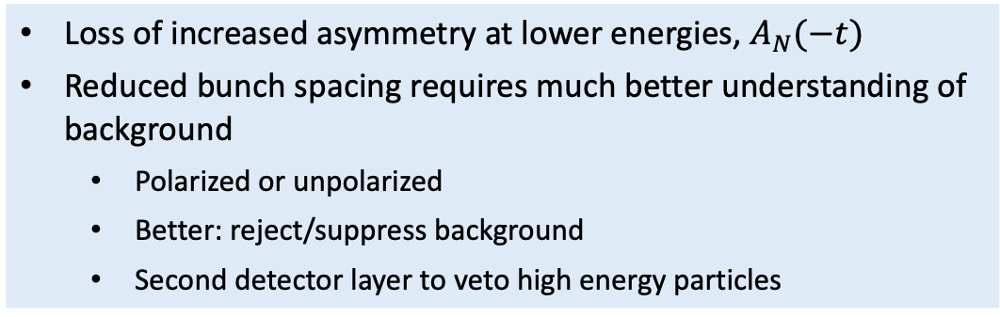 • Loss of increased asymmetry at lower energies, A_N(−t)
• Reduced bunch spacing requires much better understanding of
background
• Polarized or unpolarized
• Better: reject/suppress background
• Second detector layer to veto high energy particles